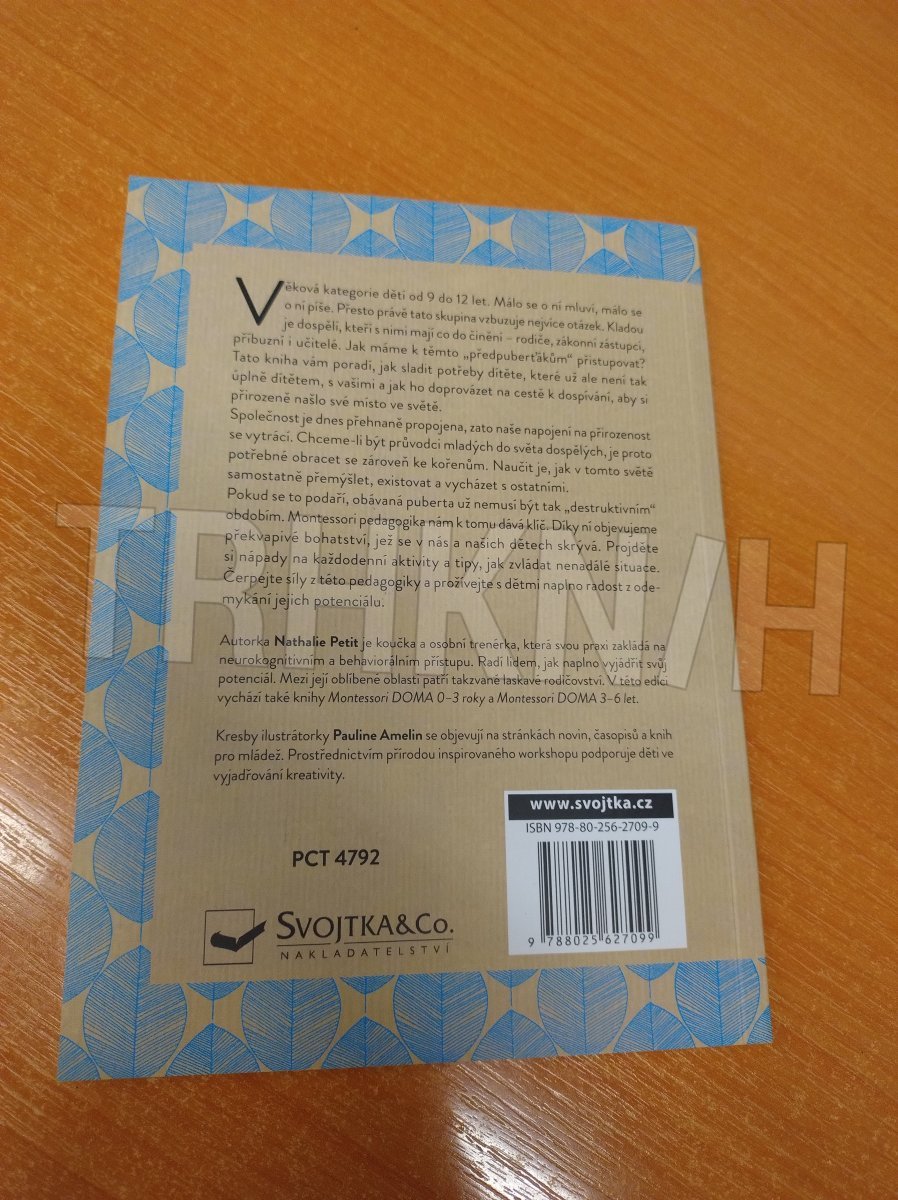 Věková kategorie dětí od 9 do 12 let. Málo se o ní mluví, málo se
o ní píše. Přesto právě tato skupina vzbuzuje nejvíce otázek. Kladou
je dospělí, kteří s nimi mají co do činění – rodiče, zákonní zástupci,
příbuzní i učitelé. Jak máme k těmto „předpuberťákům“ přistupovat?
Tato kniha vám poradí, jak sladit potřeby dítěte, které už ale není tak
úplně dítětem, s vašimi a jak ho doprovázet na cestě k dospívání, aby si
přirozeně našlo své místo ve světě.
Společnost je dnes přehnaně propojena, zato naše napojení na přirozenost
se vytrácí. Chceme-li být průvodci mladých do světa dospělých, je proto
potřebné obracet se zároveň ke kořenům. Naučit je, jak v tomto světě
samostatně přemýšlet, existovat a vycházet s ostatními.
Pokud se to podaří, obávaná puberta už nemusí být tak „destruktivním“
obdobím. Montessori pedagogika nám k tomu dává klíč. Díky ní objevujeme
překvapivé bohatství, jež se v nás a našich dětech skrývá. Projděte
si nápady na každodenní aktivity a tipy, jak zvládat nenadálé situace.
Čerpejte síly z této pedagogiky a prožívejte s dětmi naplno radost z ode-
mykání jejich potenciálu.
TRHKNIH
Autorka Nathalie Petit je koučka a osobní trenérka, která svou praxi zakládá na
neurokognitivním a behaviorálním přístupu. Radí lidem, jak naplno vyjádřit svůj
potenciál. Mezi její oblíbené oblasti patří takzvané laskavé rodičovství. V této edici
vychází také knihy Montessori DOMA 0–3 roky a Montessori DOMA 3–6 let.
Kresby ilustrátorky Pauline Amelin se objevují na stránkách novin, časopisů a knih
pro mládež. Prostřednictvím přírodou inspirovaného workshopu podporuje děti ve
vyjadřování kreativity.
www.svojtka.cz
ISBN 978-80-256-2709-9
9 788025 627099
PCT 4792
SVOJTKA&CO.
NAKLADATELSTVÍ